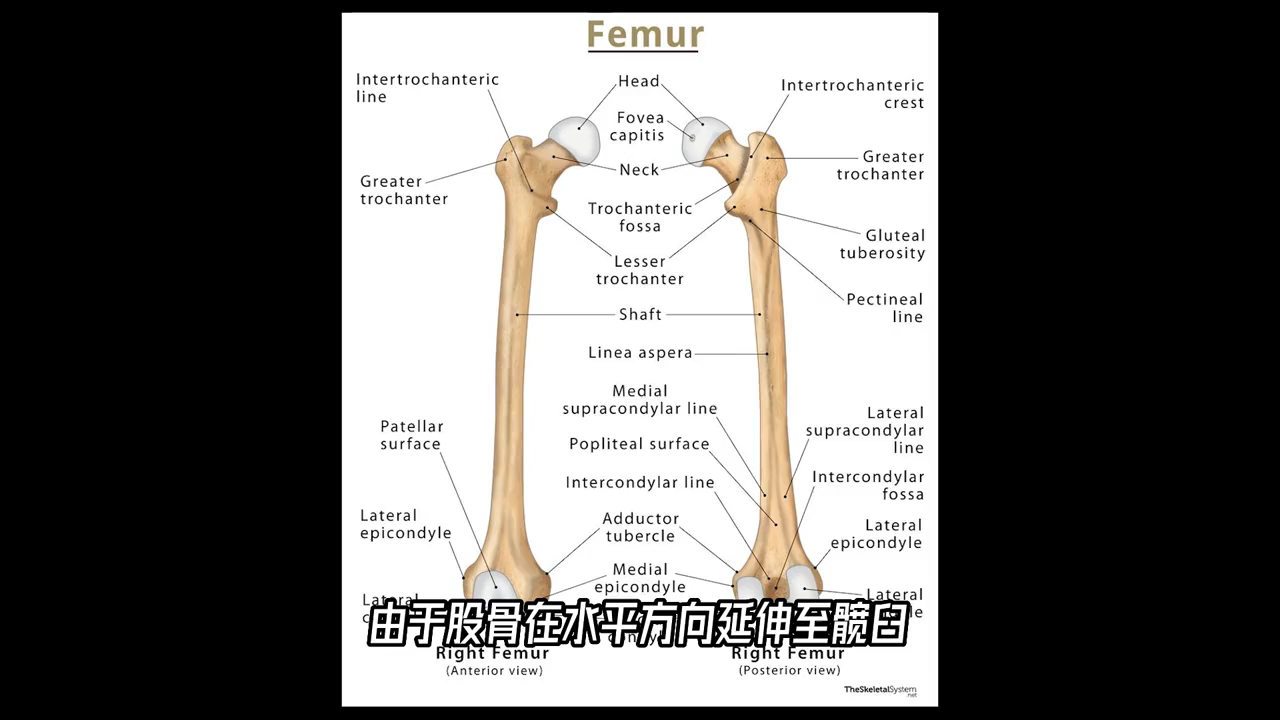 Femur
Intertrochanteric
line
Head
Intertrochanteric
crest
Fovea
capitis
Greater
trochanter
Neck
Greater
trochanter
Trochanteric
fossa
Gluteal
tuberosity
Lesser
trochanter
Pectineal
line
Shaft
Linea aspera
Medial
supracondylar line
Lateral
supracondylar
line
Patellar
surface
Popliteal surface
Intercondylar line
Intercondylar
fossa
Lateral
epicondyle
Adductor
tubercle
Lateral
epicondyle
Medial
epicondyle
Lateral
Lateral
由于股骨在水平方向延伸至髋臼
Right Femur
(Anterior view)
Right Femur
(Posterior view)
TheSkeletalSystem
.net